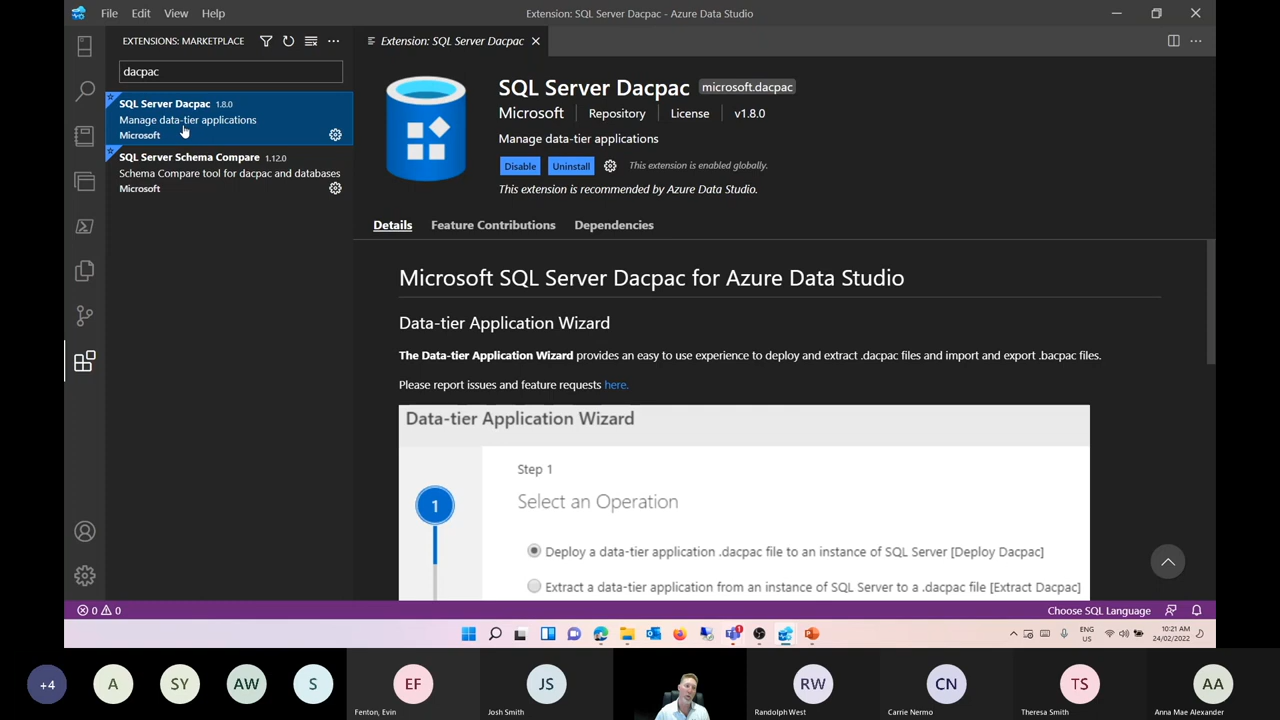 File Edit View Help
Extension: SQL Server Dacpac - Azure Data Studio
EXTENSIONS: MARKETPLACE
dacpac
SQL Server Dacpac 1.8.0
Manage data-tier applications
Microsoft
SQL Server Schema Compare 1.12.0
Schema Compare tool for dacpac and databases
Microsoft
Extension: SQL Server Dacpac
SQL Server Dacpac microsoft.dacpac
Microsoft Repository License v1.8.0
Manage data-tier applications
Disable Uninstall This extension is enabled globally.
This extension is recommended by Azure Data Studio.
Details Feature Contributions Dependencies
Microsoft SQL Server Dacpac for Azure Data Studio
Data-tier Application Wizard
The Data-tier Application Wizard provides an easy to use experience to deploy and extract .dacpac files and import and export .bacpac files.
Please report issues and feature requests here.
Data-tier Application Wizard
Step 1
1
Select an Operation
Deploy a data-tier application .dacpac file to an instance of SQL Server [Deploy Dacpac]
Extract a data-tier application from an instance of SQL Server to a .dacpac file [Extract Dacpac]
0 0
Choose SQL Language
ENG
US
10:21 AM
24/02/2022
+4 A SY AW S EF JS RW CN TS AA
Fenton, Evin Josh Smith Randolph West Carrie Nermo Theresa Smith Anna Mae Alexander